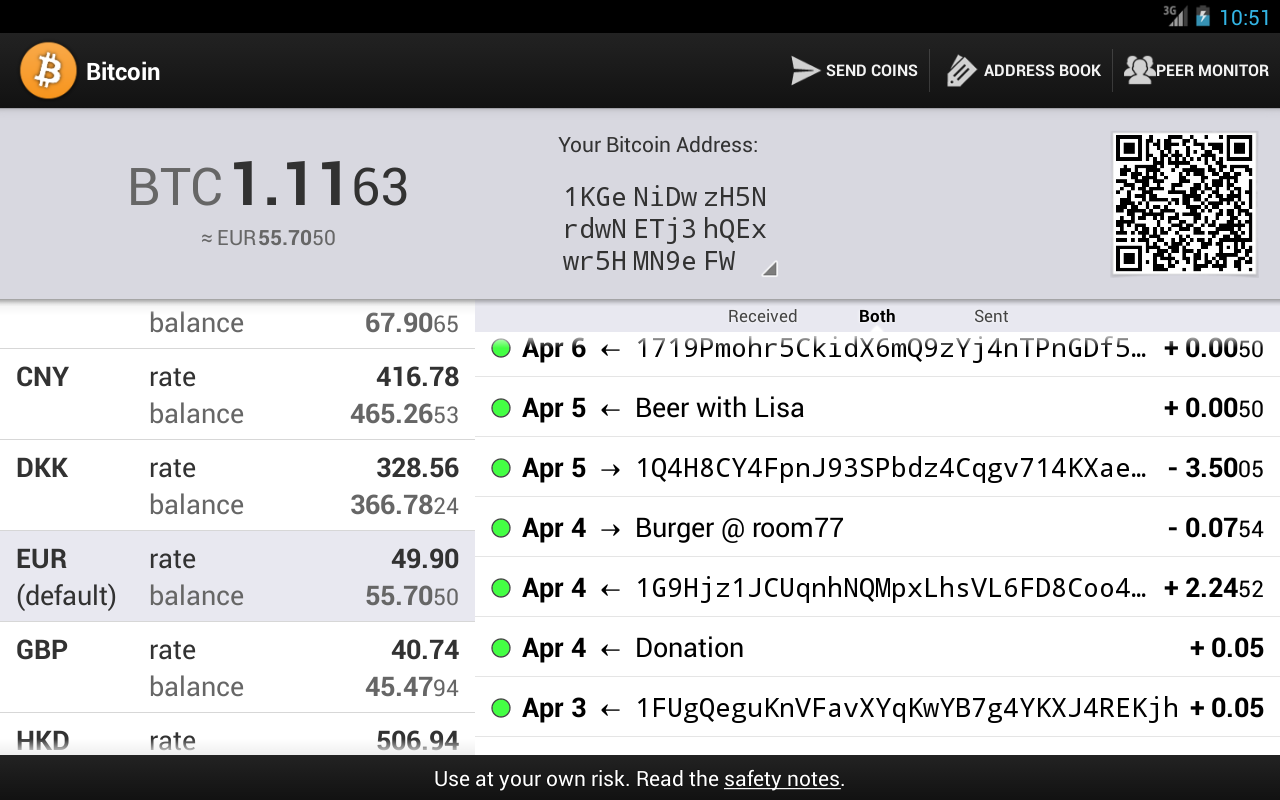 3G 10:51
Bitcoin SEND COINS ADDRESS BOOK PEER MONITOR
BTC 1.1163
≈ EUR 55.7050
Your Bitcoin Address:
1KGe NiDw zH5N
rdwN ETj3 hQEx
wr5H MN9e FW
balance 67.9065
CNY rate 416.78
balance 465.2653
DKK rate 328.56
balance 366.7824
EUR rate 49.90
(default) balance 55.7050
GBP rate 40.74
balance 45.4794
HKD rate 506.94
Received Both Sent
Apr 6 ← 1719Pmohr5CkidX6mQ9zYj4nTPnGDf5… + 0.0050
Apr 5 ← Beer with Lisa + 0.0050
Apr 5 → 1Q4H8CY4FpnJ93SPbdz4Cqgv714KXae… - 3.5005
Apr 4 → Burger @ room77 - 0.0754
Apr 4 ← 1G9Hjz1JCUqnhNQMpxLhsVL6FD8Coo4… + 2.2452
Apr 4 ← Donation + 0.05
Apr 3 ← 1FUgQeguKnVFavXYqKwYB7g4YKXJ4REKjh + 0.05
Use at your own risk. Read the safety notes.